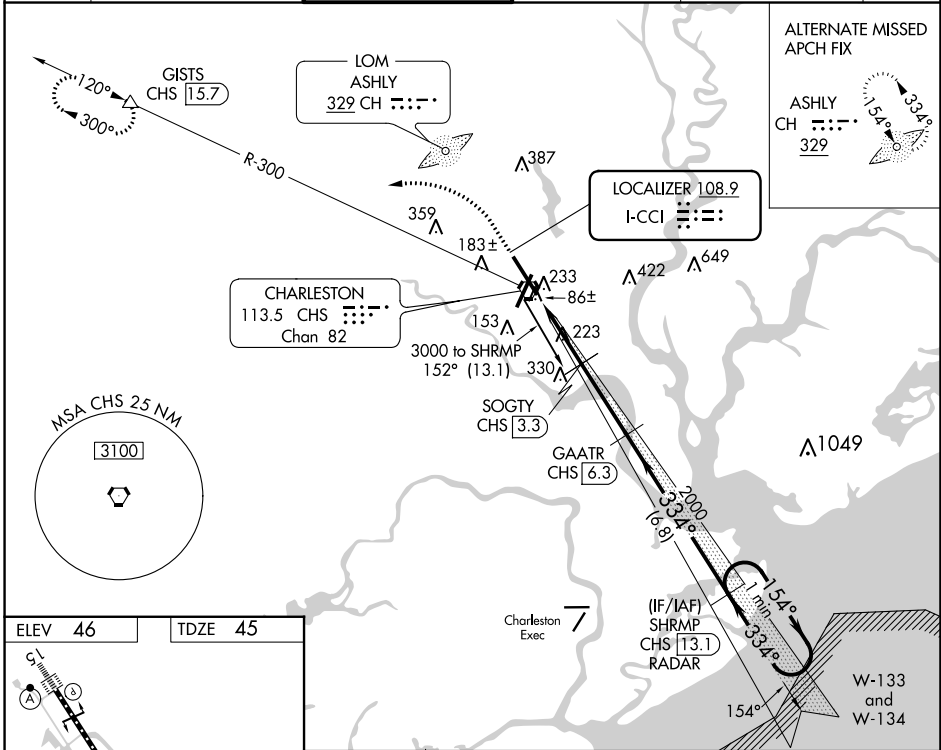 GISTS
CHS 15.7
120°
300°
R-300
LOM
ASHLY
329 CH
ALTERNATE MISSED
APCH FIX
ASHLY
CH
329
154°
334°
387
359
183±
LOCALIZER 108.9
I-CCI
649
422
233
86±
CHARLESTON
113.5 CHS
Chan 82
153
223
3000 to SHRMP
152° (13.1)
330
SOGTY
CHS 3.3
MSA CHS 25 NM
3100
GAATR
CHS 6.3
1049
2000
334°
(6.8)
1 min
154°
334°
(IF/IAF)
SHRMP
CHS 13.1
RADAR
Charleston
Exec
154°
W-133
and
W-134
ELEV 46
TDZE 45
15
A
P